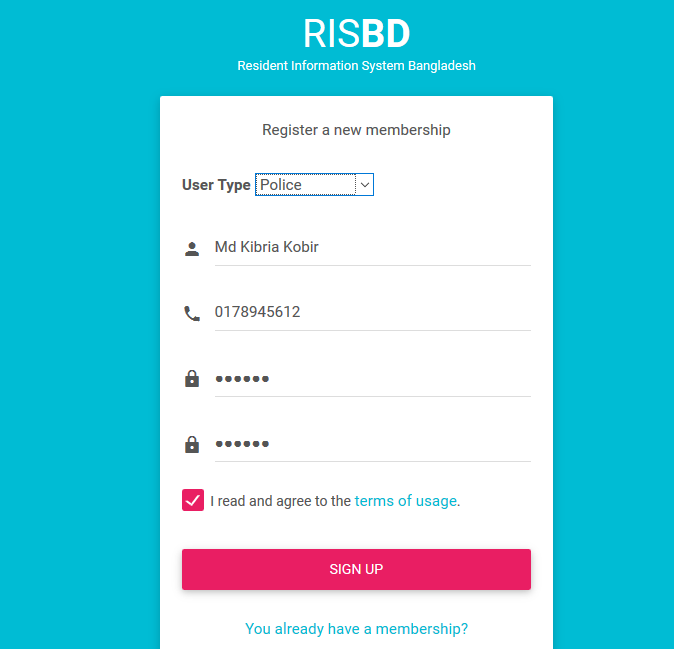 RISBD
Resident Information System Bangladesh
Register a new membership
User Type Police
Md Kibria Kobir
0178945612
●●●●●●
●●●●●●
I read and agree to the terms of usage.
SIGN UP
You already have a membership?